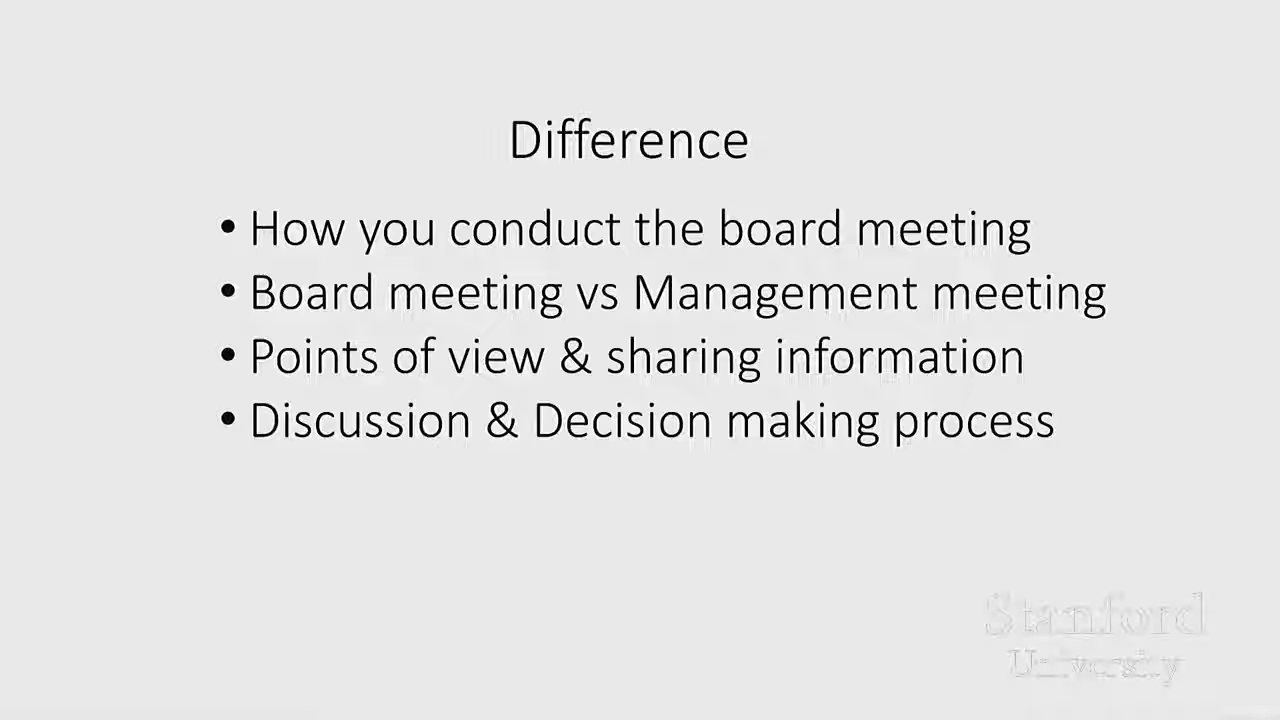 Difference
• How you conduct the board meeting
• Board meeting vs Management meeting
• Points of view & sharing information
• Discussion & Decision making process
Stanford
University